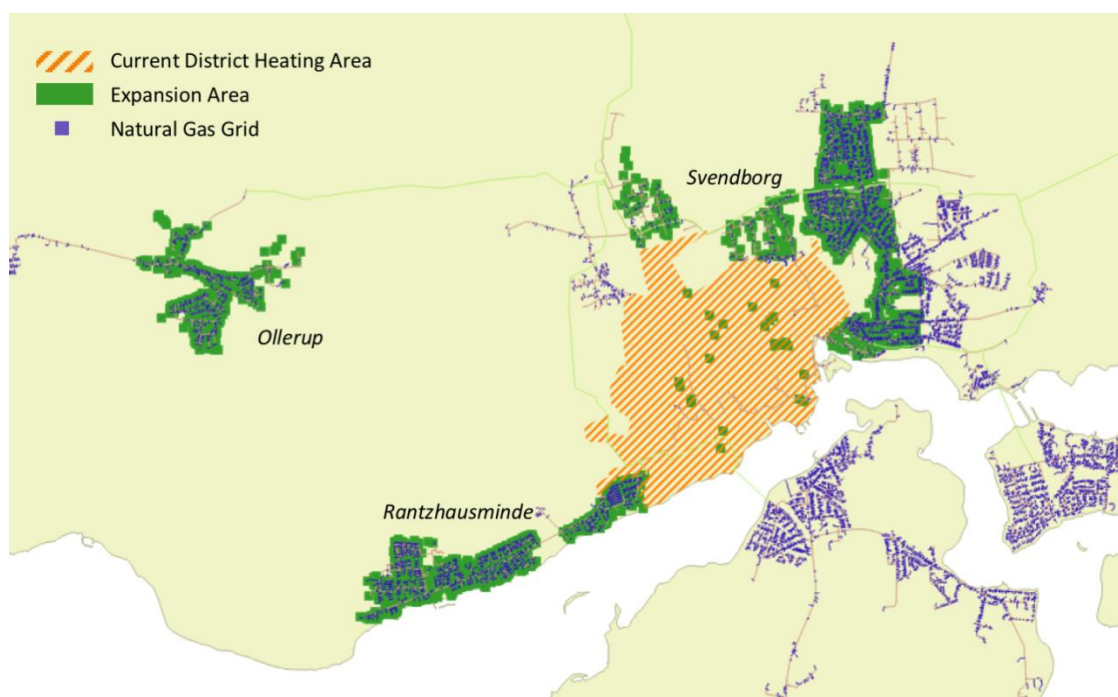 Current District Heating Area
Expansion Area
Natural Gas Grid
Svendborg
Ollerup
Rantzhausminde